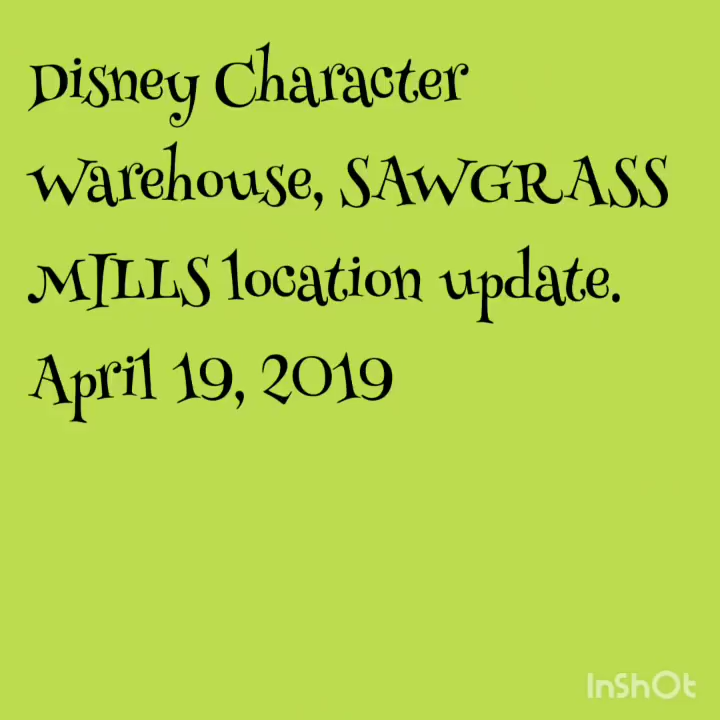 Disney Character
Warehouse, SAWGRASS
MILLS location update.
April 19, 2019
InShOt